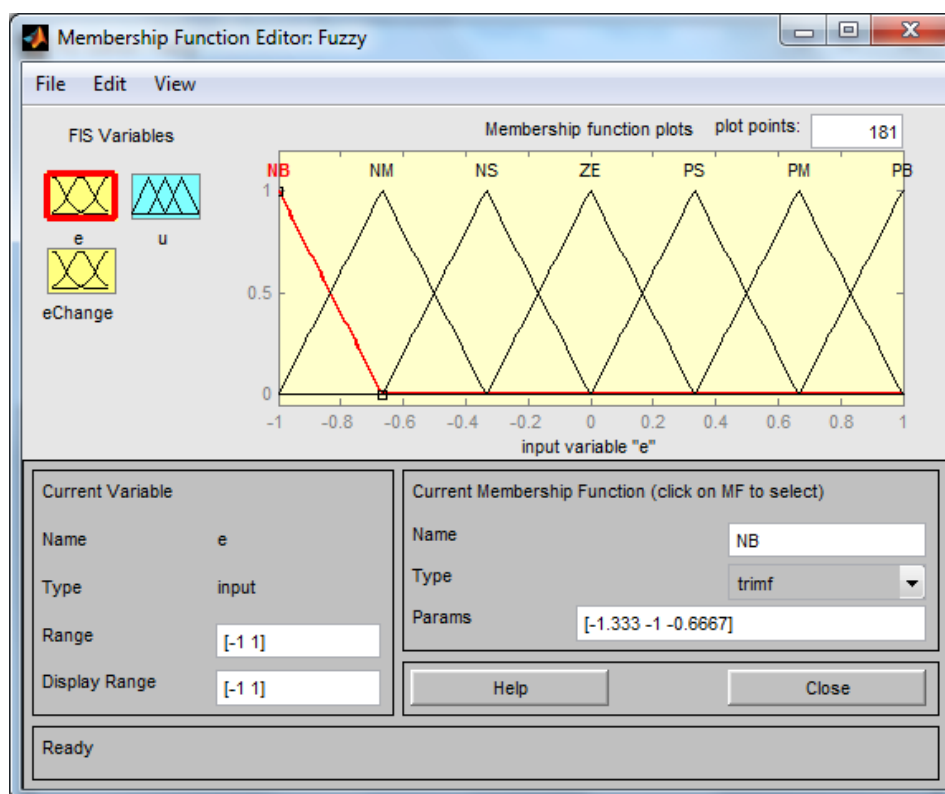 Membership Function Editor: Fuzzy
File Edit View
FIS Variables
Membership function plots plot points: 181
e u
eChange
NB NM NS ZE PS PM PB
1
0.5
0
-1 -0.8 -0.6 -0.4 -0.2 0 0.2 0.4 0.6 0.8 1
input variable "e"
Current Variable
Name e
Type input
Range [-1 1]
Display Range [-1 1]
Current Membership Function (click on MF to select)
Name NB
Type trimf
Params [-1.333 -1 -0.6667]
Help Close
Ready